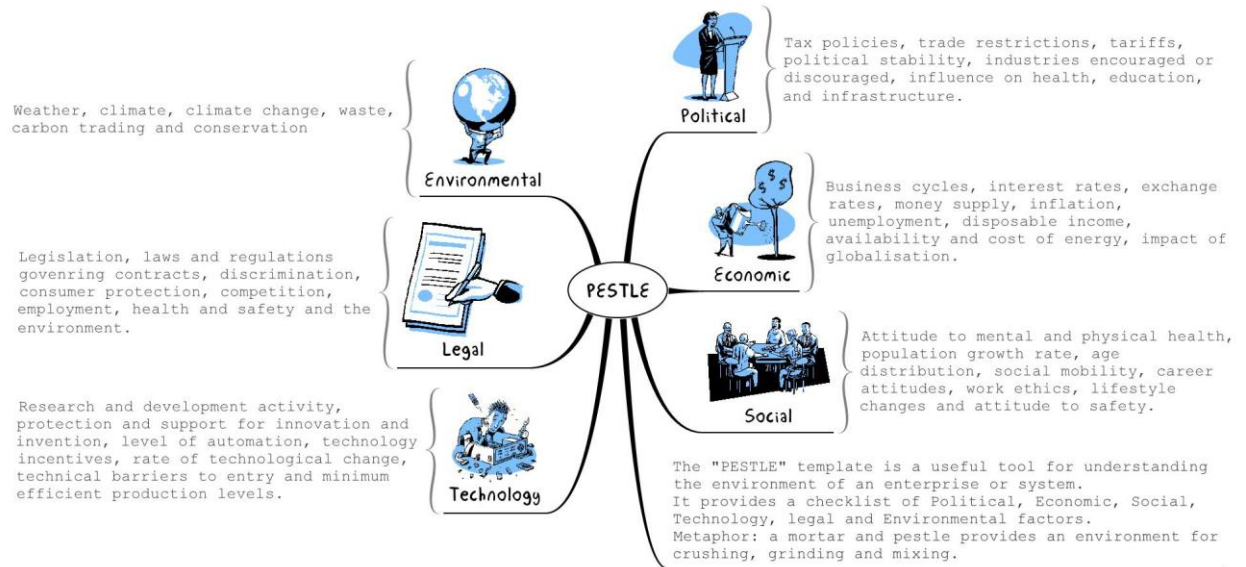 Political
Tax policies, trade restrictions, tariffs,
political stability, industries encouraged or
discouraged, influence on health, education,
and infrastructure.
Economic
Business cycles, interest rates, exchange
rates, money supply, inflation,
unemployment, disposable income,
availability and cost of energy, impact of
globalisation.
Social
Attitude to mental and physical health,
population growth rate, age
distribution, social mobility, career
attitudes, work ethics, lifestyle
changes and attitude to safety.
The "PESTLE" template is a useful tool for understanding
the environment of an enterprise or system.
It provides a checklist of Political, Economic, Social,
Technology, legal and Environmental factors.
Metaphor: a mortar and pestle provides an environment for
crushing, grinding and mixing.
PESTLE
Environmental
Weather, climate, climate change, waste,
carbon trading and conservation
Legal
Legislation, laws and regulations
govenring contracts, discrimination,
consumer protection, competition,
employment, health and safety and the
environment.
Technology
Research and development activity,
protection and support for innovation and
invention, level of automation, technology
incentives, rate of technological change,
technical barriers to entry and minimum
efficient production levels.